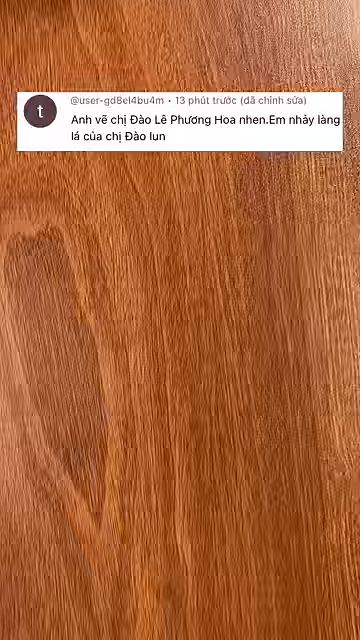 t
@user-gd8el4bu4m • 13 phút trước (đã chỉnh sửa)
Anh vẽ chị Đào Lê Phương Hoa nhen.Em nhảy làng
lá của chị Đào lun